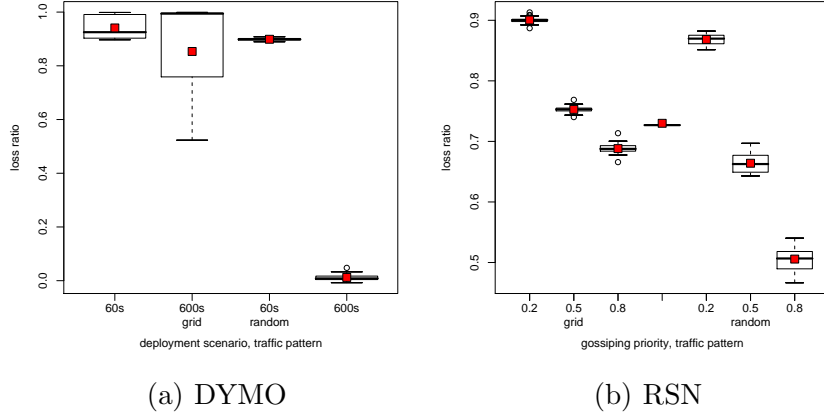 loss ratio
1.0
0.8
0.6
0.4
0.2
0.0
60s 600s 60s 600s
grid random
deployment scenario, traffic pattern
(a) DYMO
loss ratio
0.9
0.8
0.7
0.6
0.5
0.2 0.5 0.8 0.2 0.5 0.8
grid random
gossiping priority, traffic pattern
(b) RSN